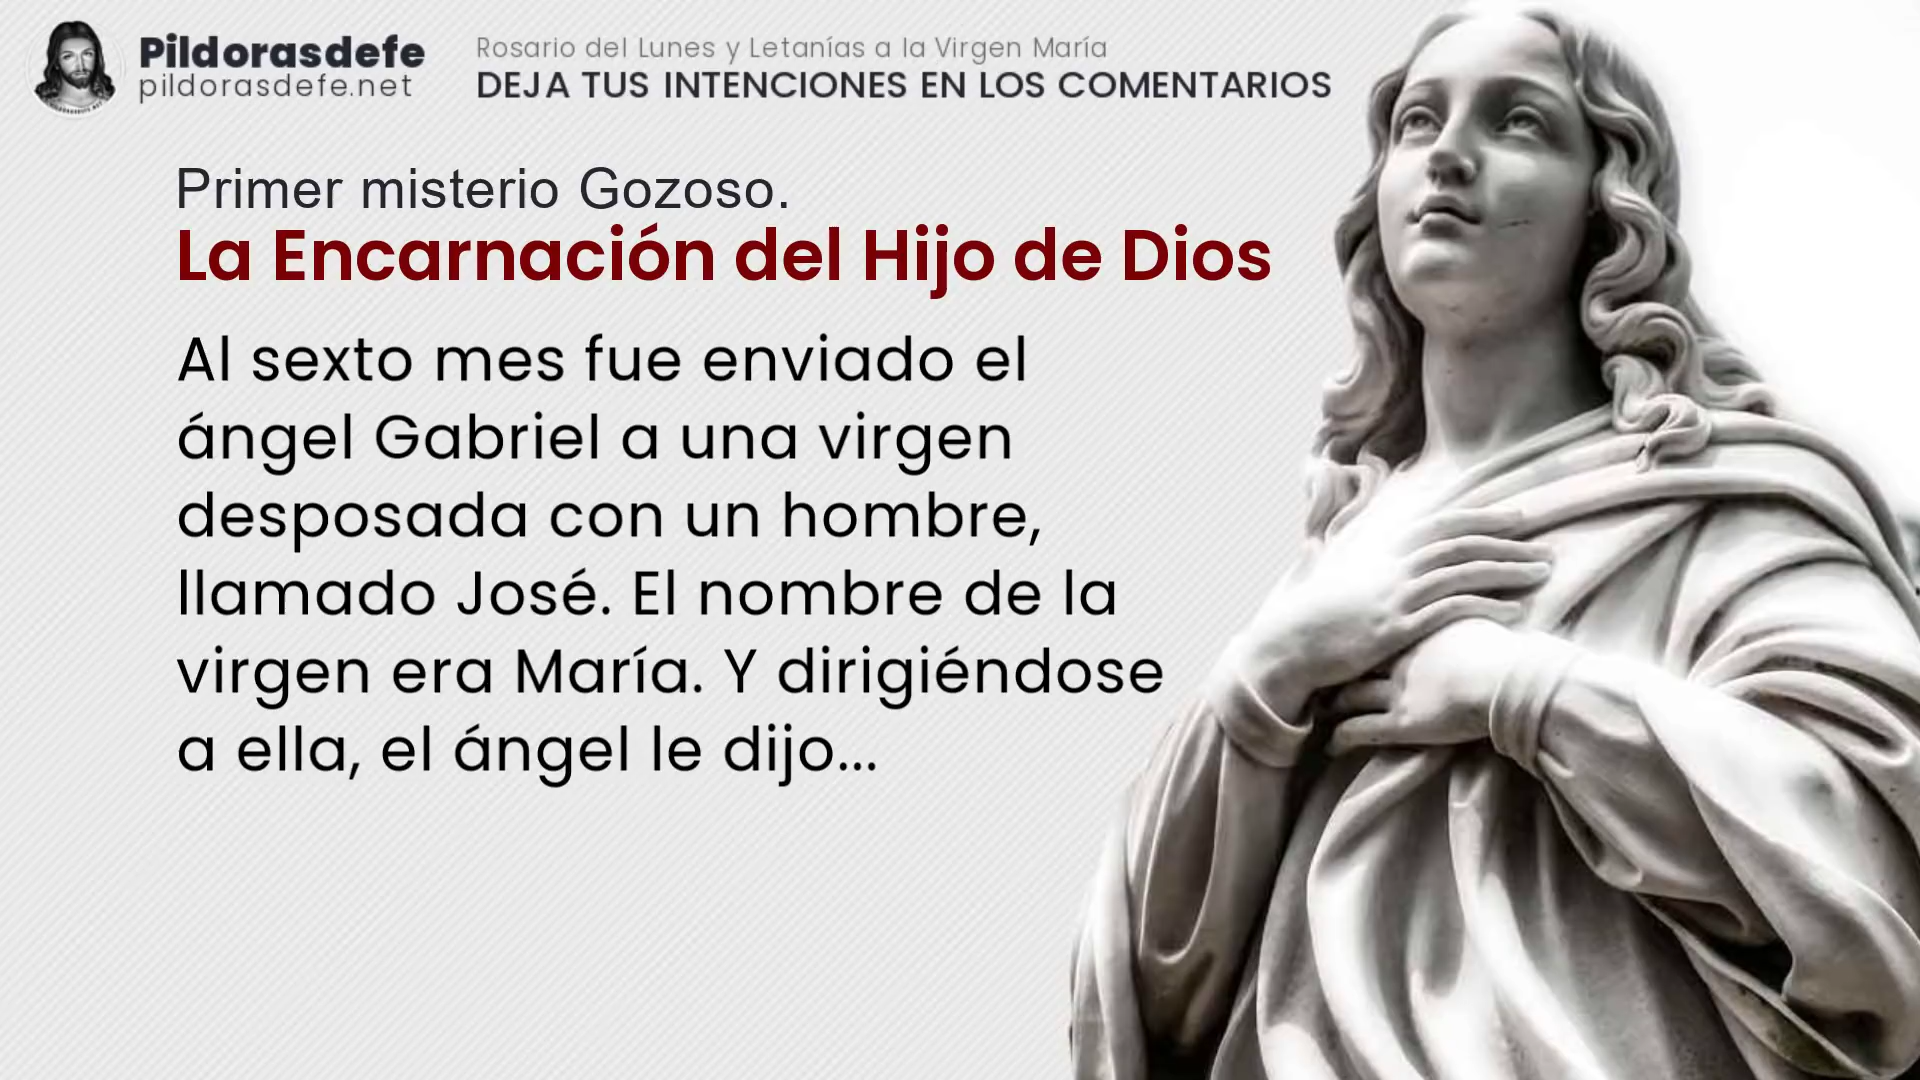 Pildorasdefe
pildorasdefe.net
Rosario del Lunes y Letanías a la Virgen María
DEJA TUS INTENCIONES EN LOS COMENTARIOS
Primer misterio Gozoso.
La Encarnación del Hijo de Dios
Al sexto mes fue enviado el
ángel Gabriel a una virgen
desposada con un hombre,
llamado José. El nombre de la
virgen era María. Y dirigiéndose
a ella, el ángel le dijo...